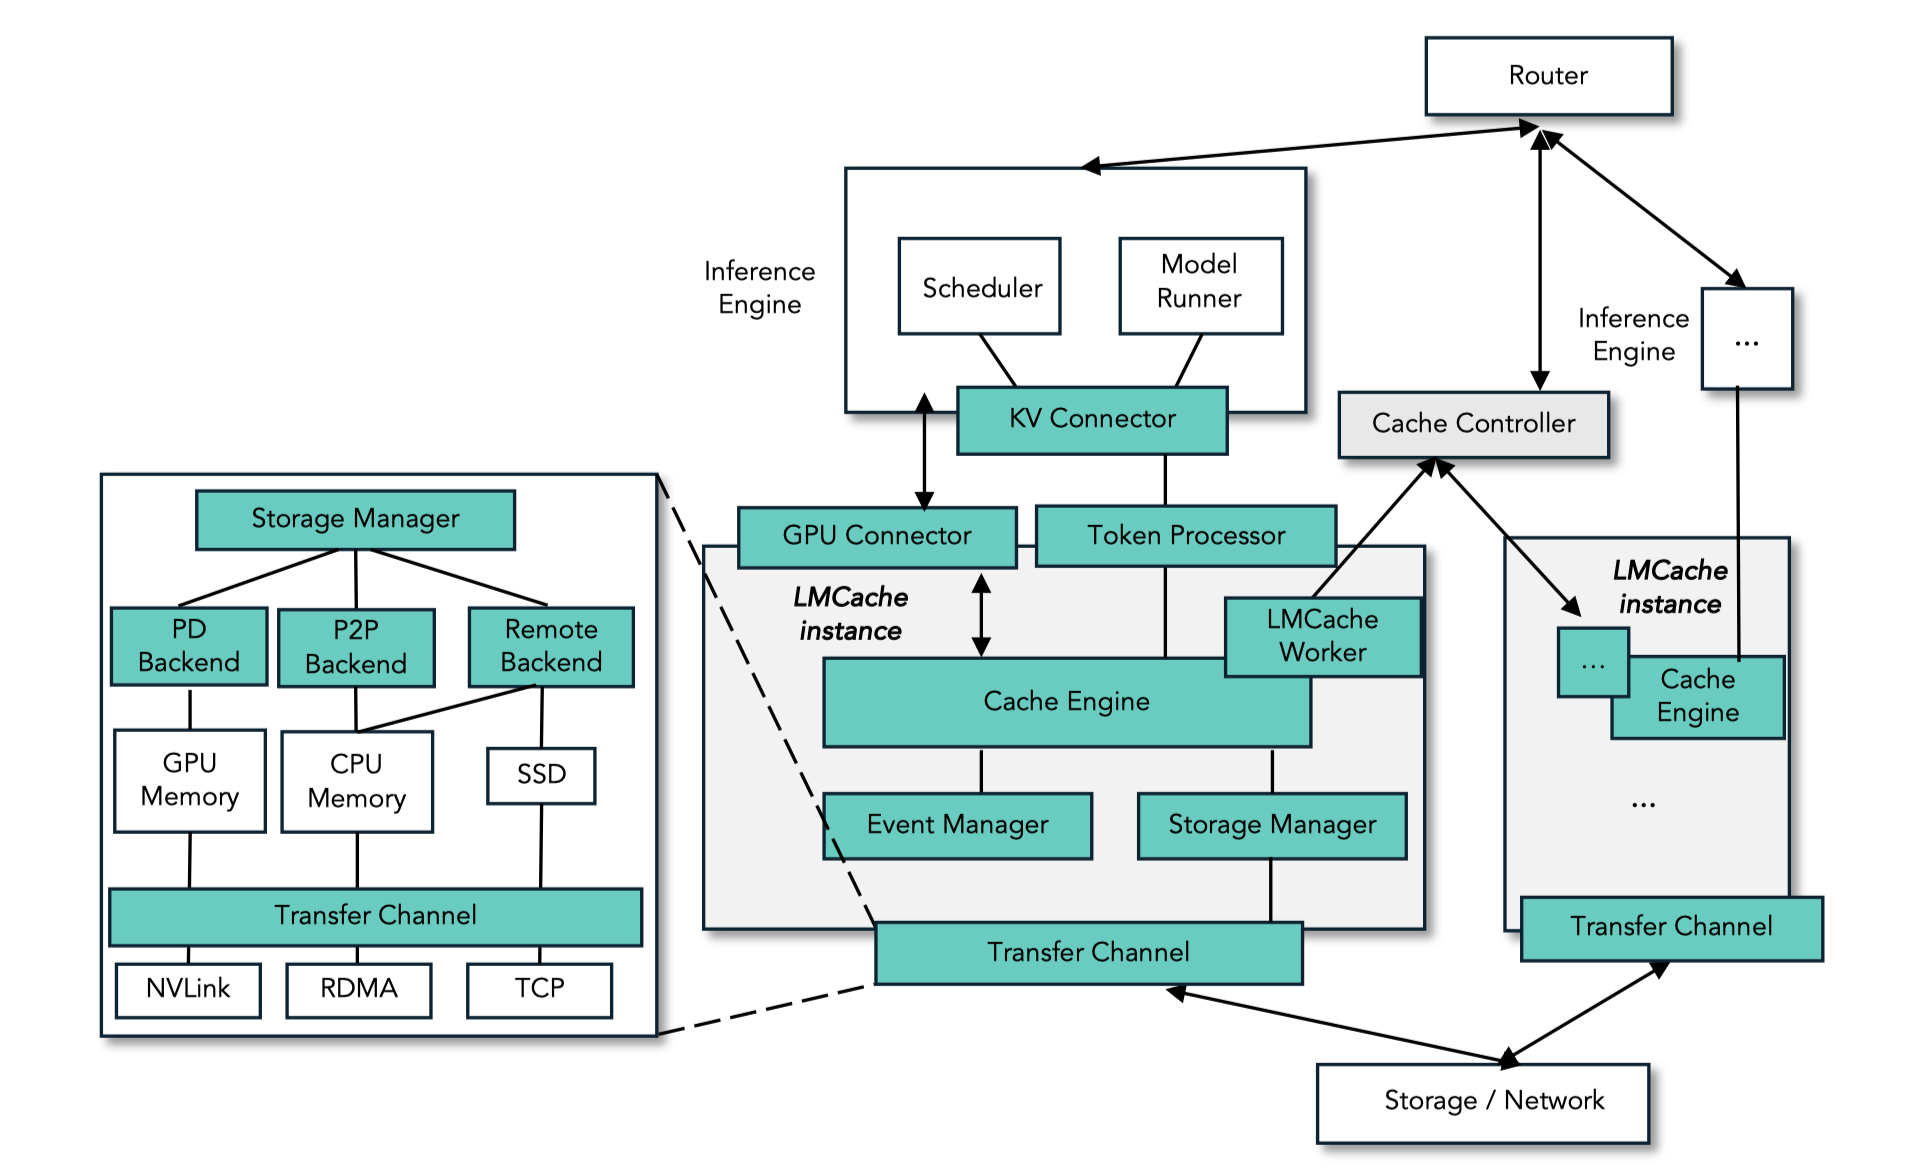 Router
Inference
Engine
Scheduler
Model
Runner
KV Connector
Inference
Engine
...
Cache Controller
GPU Connector
Token Processor
LMCache
instance
LMCache
Worker
Cache Engine
Event Manager
Storage Manager
Transfer Channel
LMCache
instance
...
Cache
Engine
...
Transfer Channel
Storage / Network
Storage Manager
PD
Backend
P2P
Backend
Remote
Backend
GPU
Memory
CPU
Memory
SSD
Transfer Channel
NVLink
RDMA
TCP